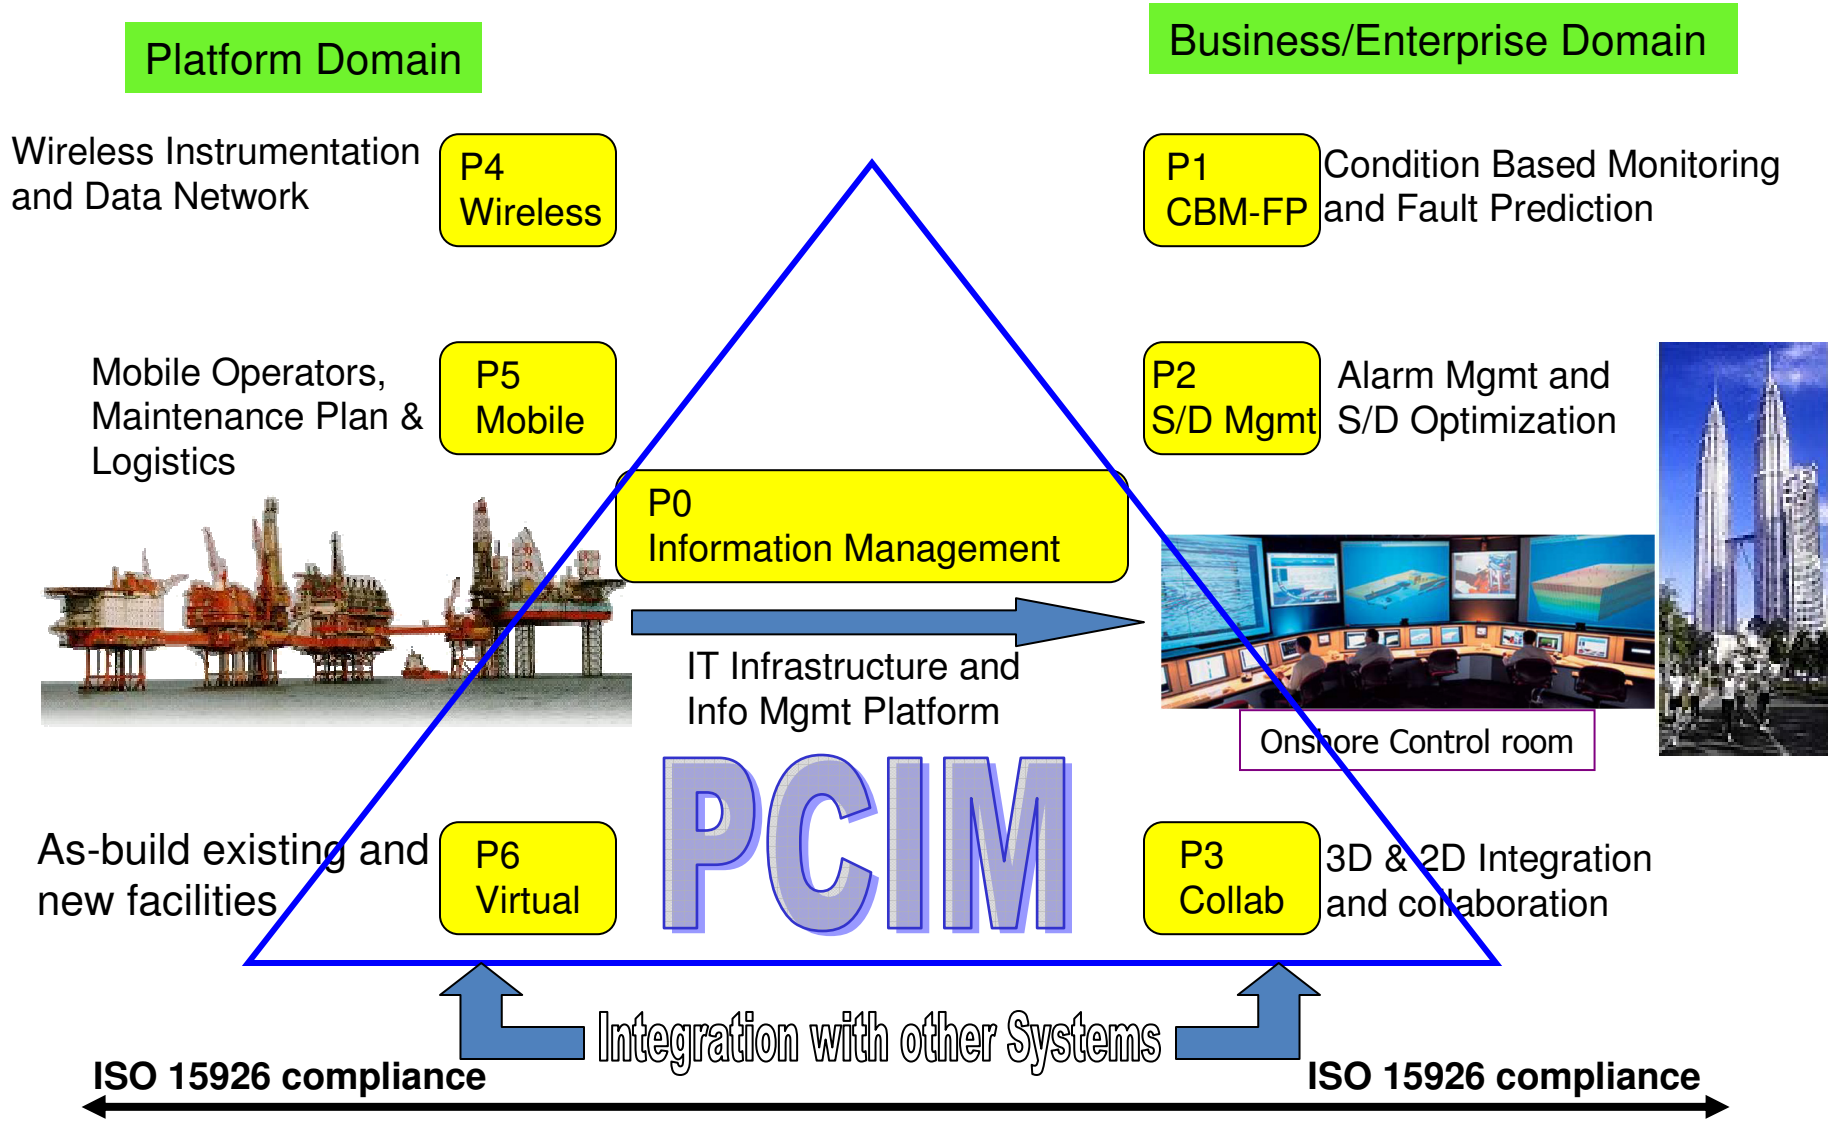 Platform Domain
Business/Enterprise Domain
Wireless Instrumentation
and Data Network
P4
Wireless
P1
CBM-FP
Condition Based Monitoring
and Fault Prediction
Mobile Operators,
Maintenance Plan &
Logistics
P5
Mobile
P2
S/D Mgmt
Alarm Mgmt and
S/D Optimization
P0
Information Management
IT Infrastructure and
Info Mgmt Platform
Onshore Control room
PCIM
As-build existing and
new facilities
P6
Virtual
P3
Collab
3D & 2D Integration
and collaboration
Integration with other Systems
ISO 15926 compliance
ISO 15926 compliance